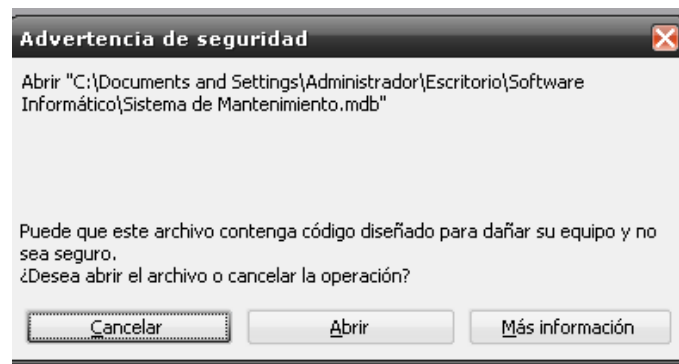 Advertencia de seguridad
Abrir "C:\Documents and Settings\Administrador\Escritorio\Software
Informático\Sistema de Mantenimiento.mdb"
Puede que este archivo contenga código diseñado para dañar su equipo y no
sea seguro.
¿Desea abrir el archivo o cancelar la operación?
Cancelar Abrir Más información